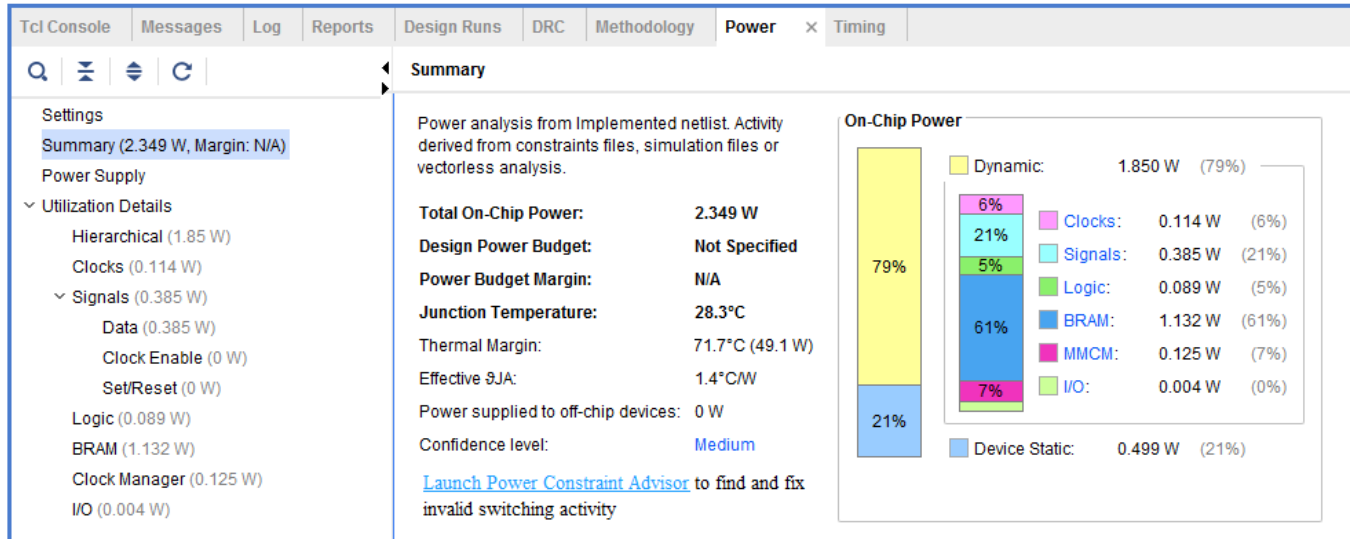 Tcl Console Messages Log Reports Design Runs DRC Methodology Power × Timing
Summary
Settings
Summary (2.349 W, Margin: N/A)
Power Supply
Utilization Details
Hierarchical (1.85 W)
Clocks (0.114 W)
Signals (0.385 W)
Data (0.385 W)
Clock Enable (0 W)
Set/Reset (0 W)
Logic (0.089 W)
BRAM (1.132 W)
Clock Manager (0.125 W)
I/O (0.004 W)
Power analysis from Implemented netlist. Activity
derived from constraints files, simulation files or
vectorless analysis.
Total On-Chip Power: 2.349 W
Design Power Budget: Not Specified
Power Budget Margin: N/A
Junction Temperature: 28.3°C
Thermal Margin: 71.7°C (49.1 W)
Effective ϑJA: 1.4°C/W
Power supplied to off-chip devices: 0 W
Confidence level: Medium
Launch Power Constraint Advisor to find and fix
invalid switching activity
On-Chip Power
79%
21%
Dynamic: 1.850 W (79%)
6%
21%
5%
61%
7%
Clocks: 0.114 W (6%)
Signals: 0.385 W (21%)
Logic: 0.089 W (5%)
BRAM: 1.132 W (61%)
MMCM: 0.125 W (7%)
I/O: 0.004 W (0%)
Device Static: 0.499 W (21%)